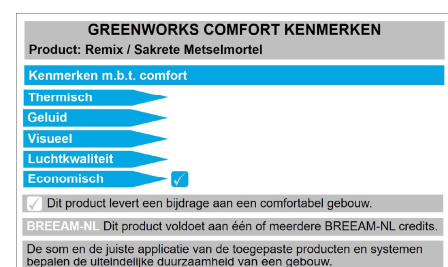 GREENWORKS COMFORT KENMERKEN
Product: Remix / Sakrete Metselmortel
Kenmerken m.b.t. comfort
Thermisch
Geluid
Visueel
Luchtkwaliteit
Economisch
Dit product levert een bijdrage aan een comfortabel gebouw.
BREEAM-NL Dit product voldoet aan één of meerdere BREEAM-NL credits.
De som en de juiste applicatie van de toegepaste producten en systemen
bepalen de uiteindelijke duurzaamheid van een gebouw.